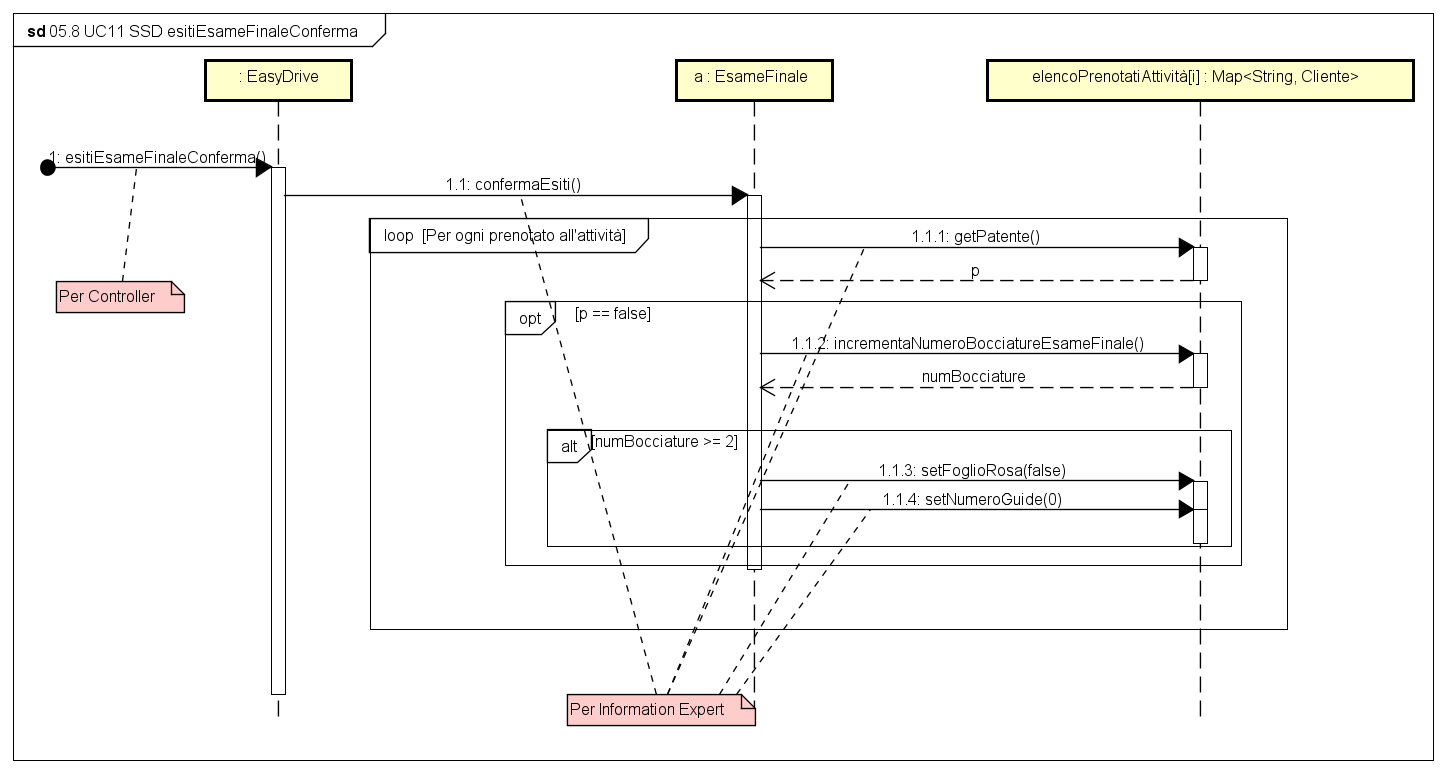 sd 05.8 UC11 SSD esitiEsameFinaleConferma
: EasyDrive
a : EsameFinale
elencoPrenotatiAttività[i] : Map<String, Cliente>
1: esitiEsameFinaleConferma()
1.1: confermaEsiti()
loop [Per ogni prenotato all'attività]
1.1.1: getPatente()
p
Per Controller
opt [p == false]
1.1.2: incrementaNumeroBocciatureEsameFinale()
numBocciature
alt [numBocciature >= 2]
1.1.3: setFoglioRosa(false)
1.1.4: setNumeroGuide(0)
Per Information Expert